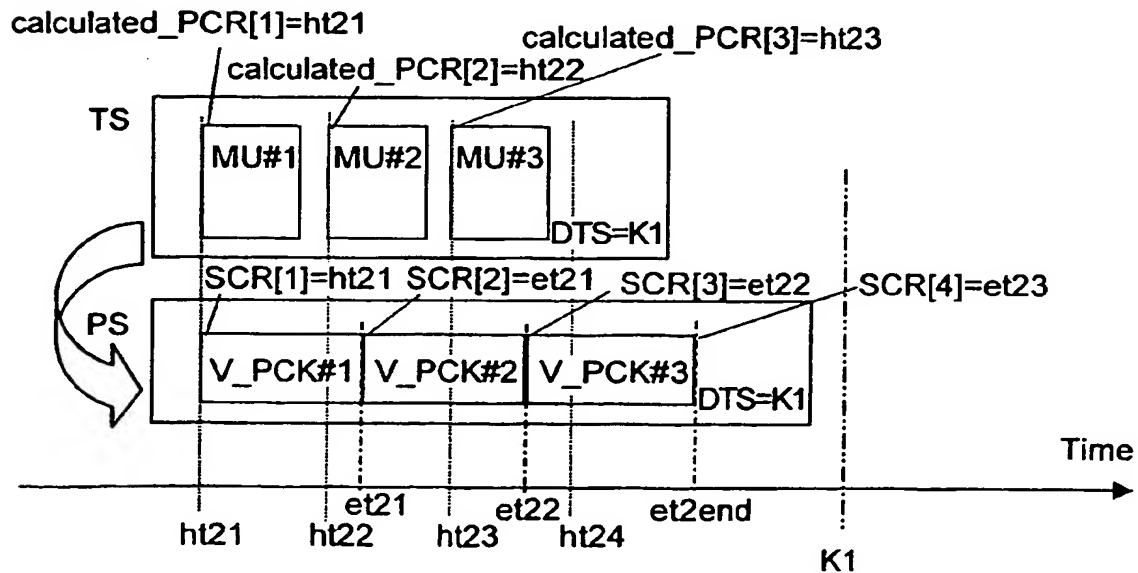 calculated_PCR[1]=ht21
calculated_PCR[3]=ht23
calculated_PCR[2]=ht22
TS
MU#1
MU#2
MU#3
DTS=K1
SCR[1]=ht21
SCR[2]=et21
SCR[3]=et22
SCR[4]=et23
PS
V_PCK#1
V_PCK#2
V_PCK#3
DTS=K1
Time
et21
et22
et2end
ht21
ht22
ht23
ht24
K1